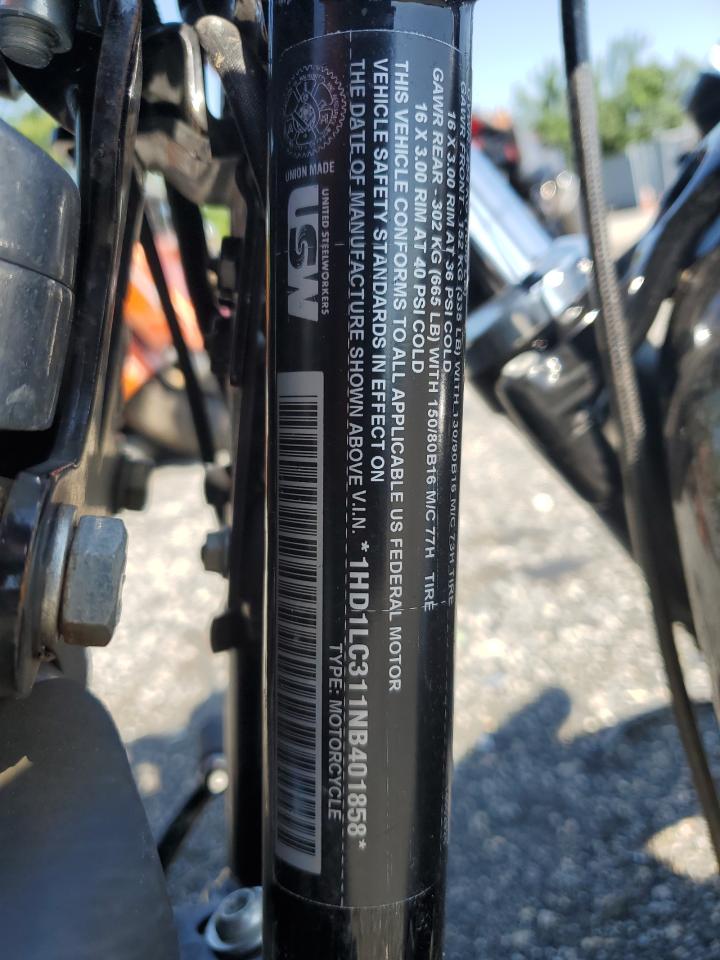 GAWR FRONT - 152 KG (335 LB) WITH 130/90B16 M/C 73H TIRE
16 X 3.00 RIM AT 36 PSI COLD
GAWR REAR - 302 KG (665 LB) WITH 150/80B16 M/C 77H TIRE
16 X 3.00 RIM AT 40 PSI COLD
THIS VEHICLE CONFORMS TO ALL APPLICABLE US FEDERAL MOTOR
VEHICLE SAFETY STANDARDS IN EFFECT ON
THE DATE OF MANUFACTURE SHOWN ABOVE V.I.N. *1HD1LC311NB401858*
TYPE: MOTORCYCLE
UNION MADE
USW
UNITED STEELWORKERS